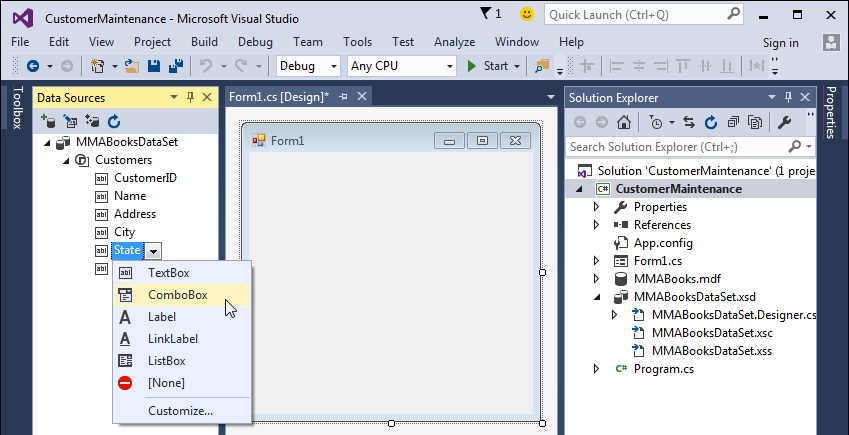 CustomerMaintenance - Microsoft Visual Studio
1
Quick Launch (Ctrl+Q)
File Edit View Project Build Debug Team Tools Test Analyze Window Help Sign in
Debug Any CPU Start
Toolbox
Data Sources
MMABooksDataSet
Customers
CustomerID
Name
Address
City
State
TextBox
ComboBox
Label
LinkLabel
ListBox
[None]
Customize...
Form1.cs [Design]*
Form1
Solution Explorer
Search Solution Explorer (Ctrl+;)
Solution 'CustomerMaintenance' (1 proje
C# CustomerMaintenance
Properties
References
App.config
Form1.cs
MMABooks.mdf
MMABooksDataSet.xsd
MMABooksDataSet.Designer.cs
MMABooksDataSet.xsc
MMABooksDataSet.xss
C# Program.cs
Properties